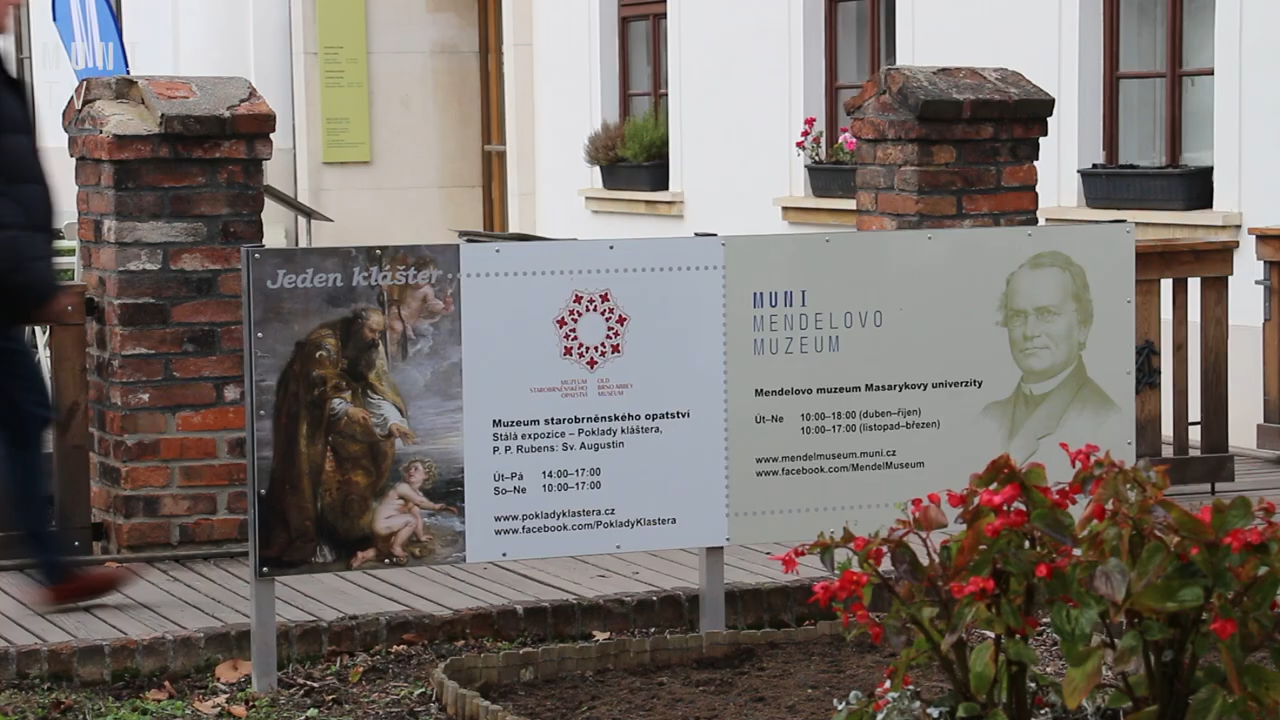 MUNI
Jeden klášter
MUZEUM
STAROBRNĚNSKÉHO
OPATSTVÍ
OLD
BRNO ABBEY
MUSEUM
Muzeum starobrněnského opatství
Stálá expozice – Poklady kláštera,
P. P. Rubens: Sv. Augustin
Út–Pá 14:00–17:00
So–Ne 10:00–17:00
www.pokladyklastera.cz
www.facebook.com/PokladyKlastera
MUNI
MENDELOVO
MUZEUM
Mendelovo muzeum Masarykovy univerzity
Út–Ne 10:00–18:00 (duben–říjen)
10:00–17:00 (listopad–březen)
www.mendelmuseum.muni.cz
www.facebook.com/MendelMuseum